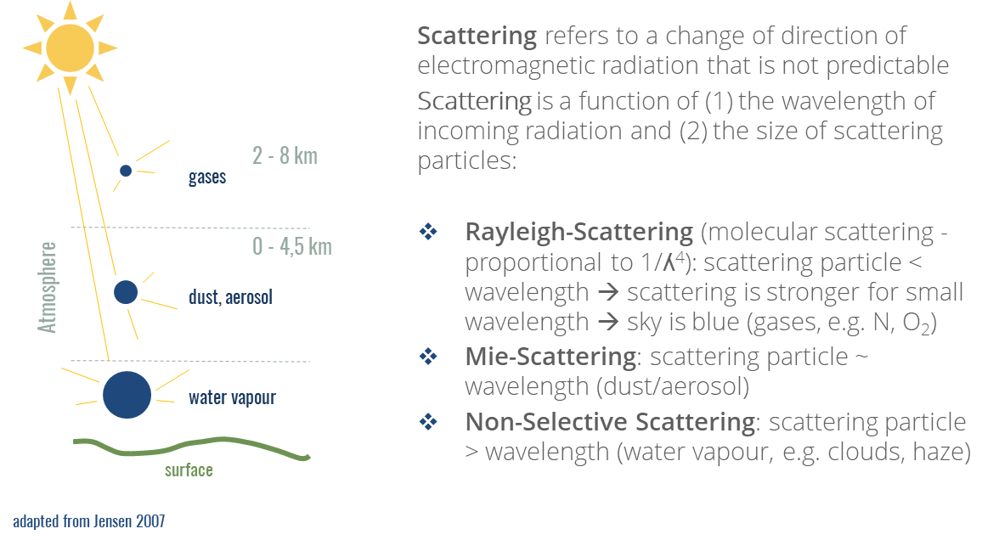 Scattering refers to a change of direction of
electromagnetic radiation that is not predictable
Scattering is a function of (1) the wavelength of
incoming radiation and (2) the size of scattering
particles:
❖ Rayleigh-Scattering (molecular scattering -
proportional to 1/ʎ⁴): scattering particle <
wavelength → scattering is stronger for small
wavelength → sky is blue (gases, e.g. N, O₂)
❖ Mie-Scattering: scattering particle ~
wavelength (dust/aerosol)
❖ Non-Selective Scattering: scattering particle
> wavelength (water vapour, e.g. clouds, haze)
2 - 8 km
gases
0 - 4,5 km
Atmosphere
dust, aerosol
water vapour
surface
adapted from Jensen 2007